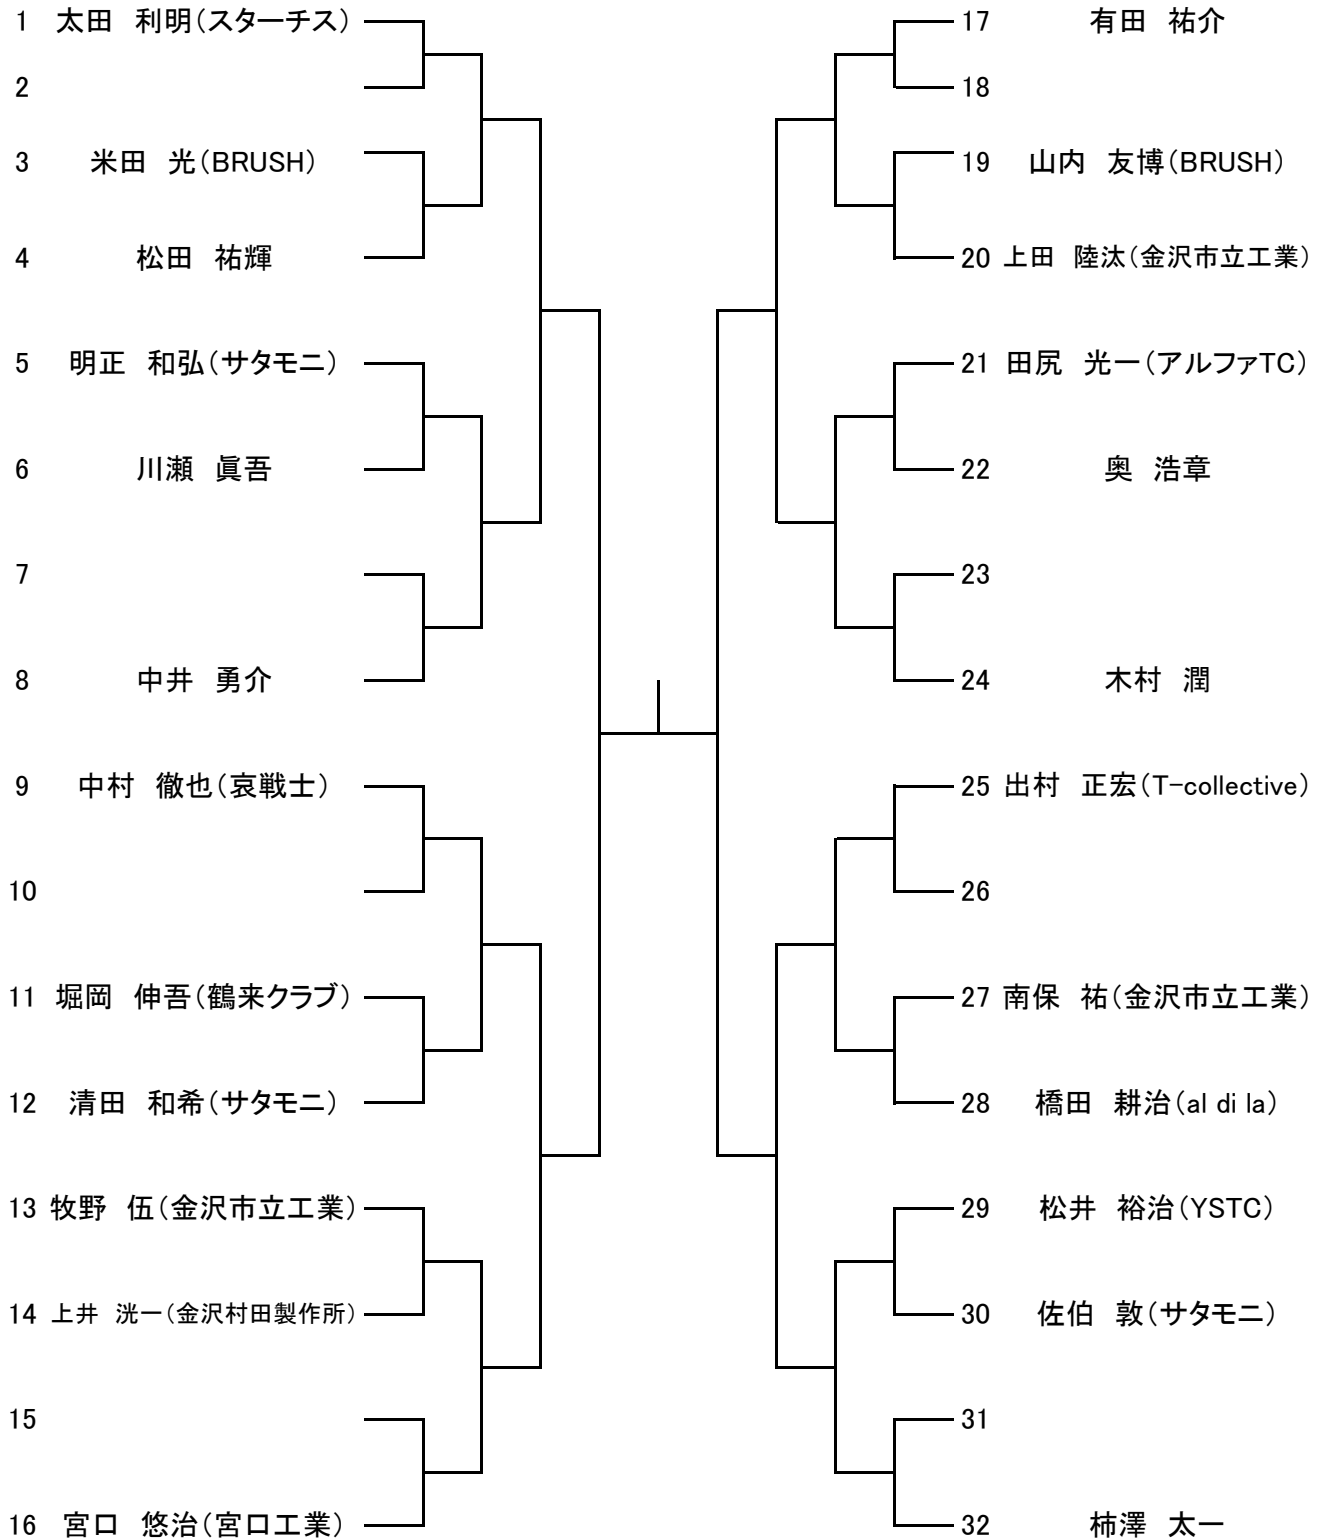 1 太田　利明（スターチス）
2
3 米田　光（BRUSH）
4 松田　祐輝
5 明正　和弘（サタモニ）
6 川瀬　眞吾
7
8 中井　勇介
9 中村　徹也（哀戦士）
10
11 堀岡　伸吾（鶴来クラブ）
12 清田　和希（サタモニ）
13 牧野　伍（金沢市立工業）
14 上井　洸一（金沢村田製作所）
15
16 宮口　悠治（宮口工業）
17 有田　祐介
18
19 山内　友博（BRUSH）
20 上田　陸汰（金沢市立工業）
21 田尻　光一（アルファTC）
22 奥　浩章
23
24 木村　潤
25 出村　正宏（T-collective）
26
27 南保　祐（金沢市立工業）
28 橋田　耕治（al di la）
29 松井　裕治（YSTC）
30 佐伯　敦（サタモニ）
31
32 柿澤　太一